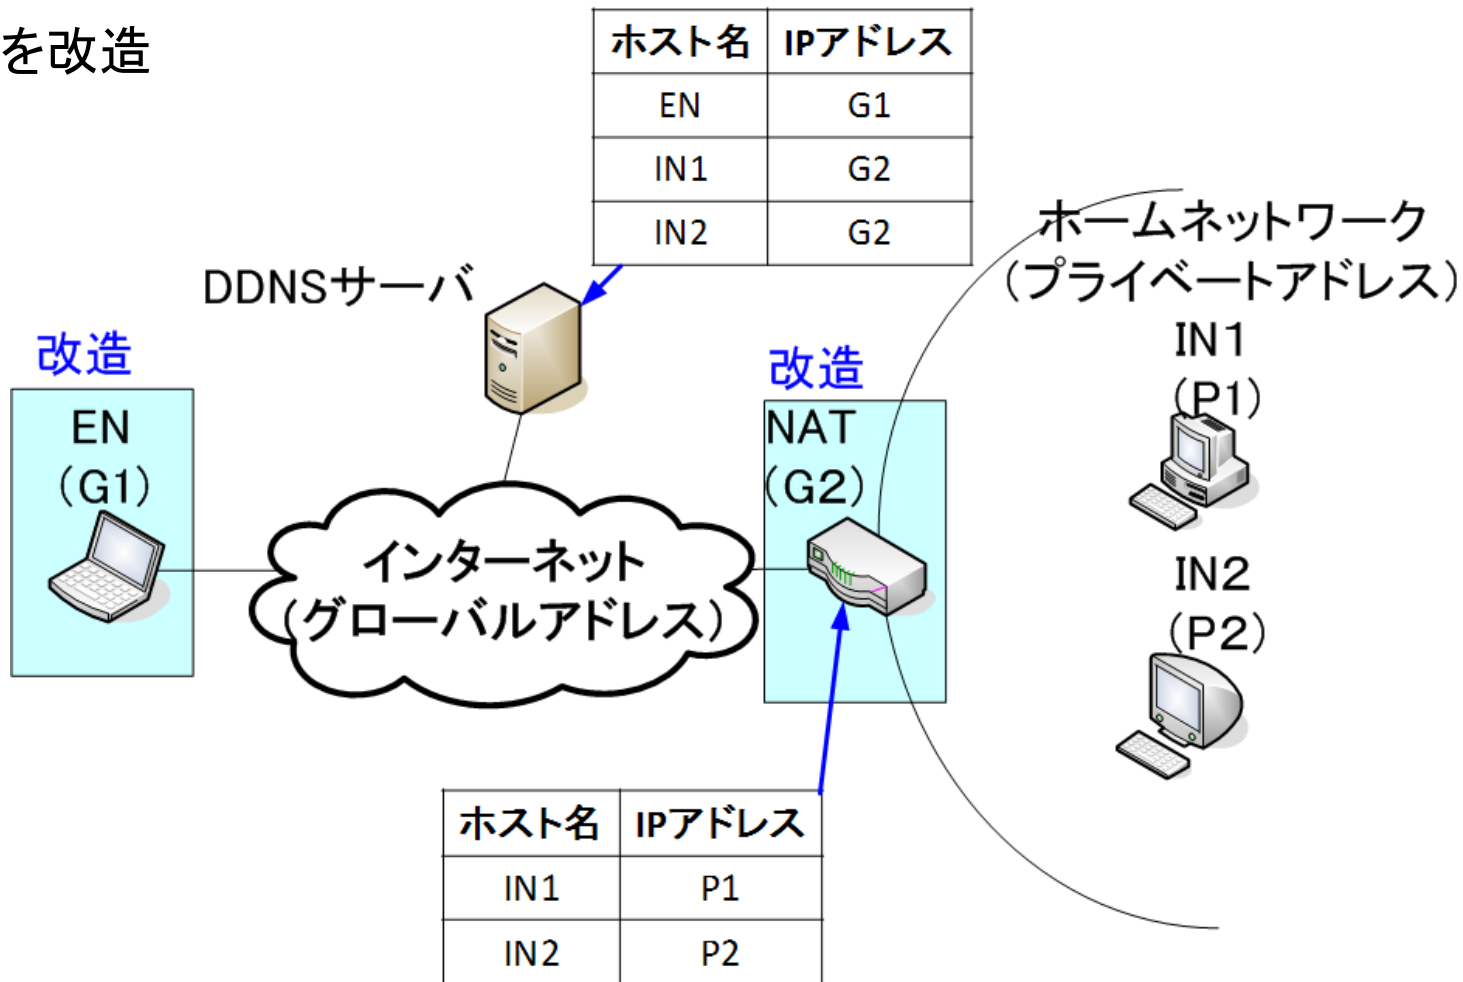 を改造
ホスト名 IPアドレス
EN G1
IN1 G2
IN2 G2
DDNSサーバ
ホームネットワーク
(プライベートアドレス)
改造
EN
(G1)
改造
NAT
(G2)
IN1
(P1)
インターネット
(グローバルアドレス)
IN2
(P2)
ホスト名 IPアドレス
IN1 P1
IN2 P2